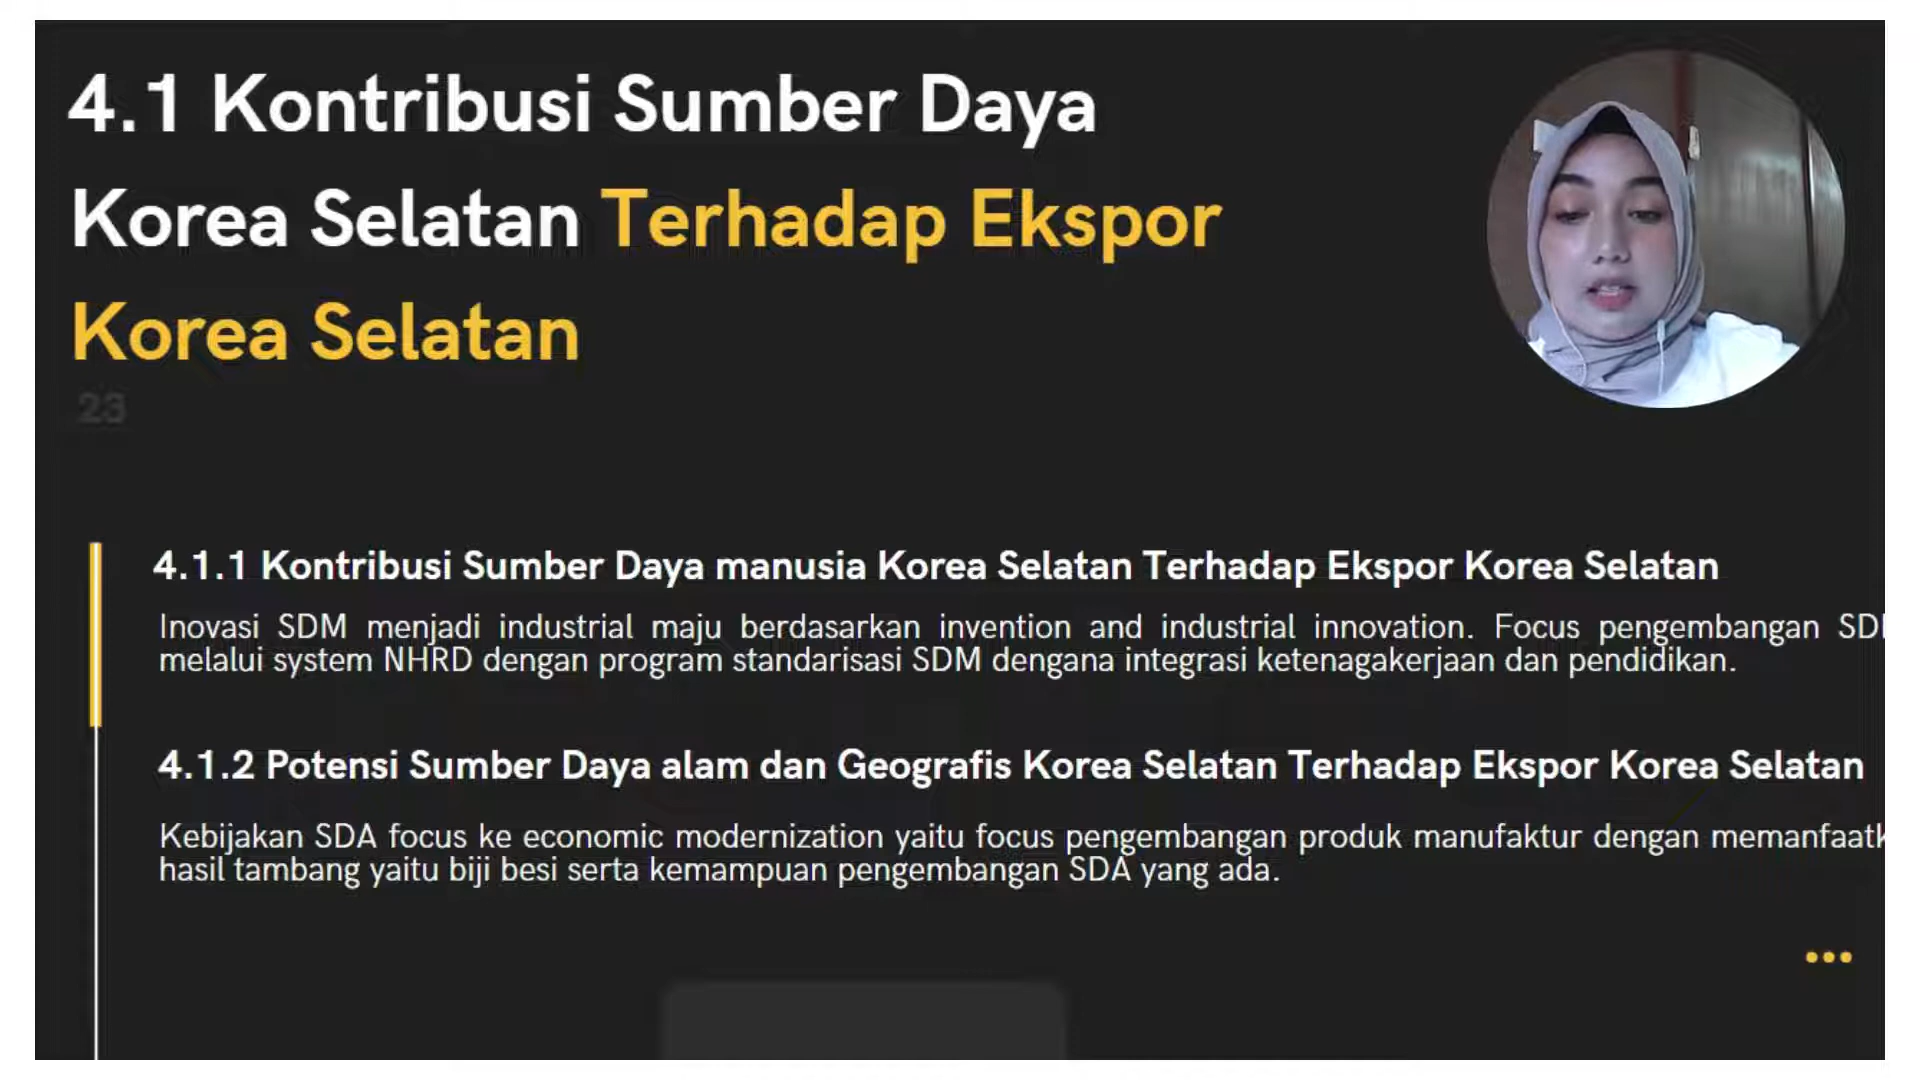 4.1 Kontribusi Sumber Daya
Korea Selatan Terhadap Ekspor
Korea Selatan
23
4.1.1 Kontribusi Sumber Daya manusia Korea Selatan Terhadap Ekspor Korea Selatan
Inovasi SDM menjadi industrial maju berdasarkan invention and industrial innovation. Focus pengembangan
melalui system NHRD dengan program standarisasi SDM dengana integrasi ketenagakerjaan dan pendidikan.
4.1.2 Potensi Sumber Daya alam dan Geografis Korea Selatan Terhadap Ekspor Korea Selatan
Kebijakan SDA focus ke economic modernization yaitu focus pengembangan produk manufaktur dengan
hasil tambang yaitu biji besi serta kemampuan pengembangan SDA yang ada.